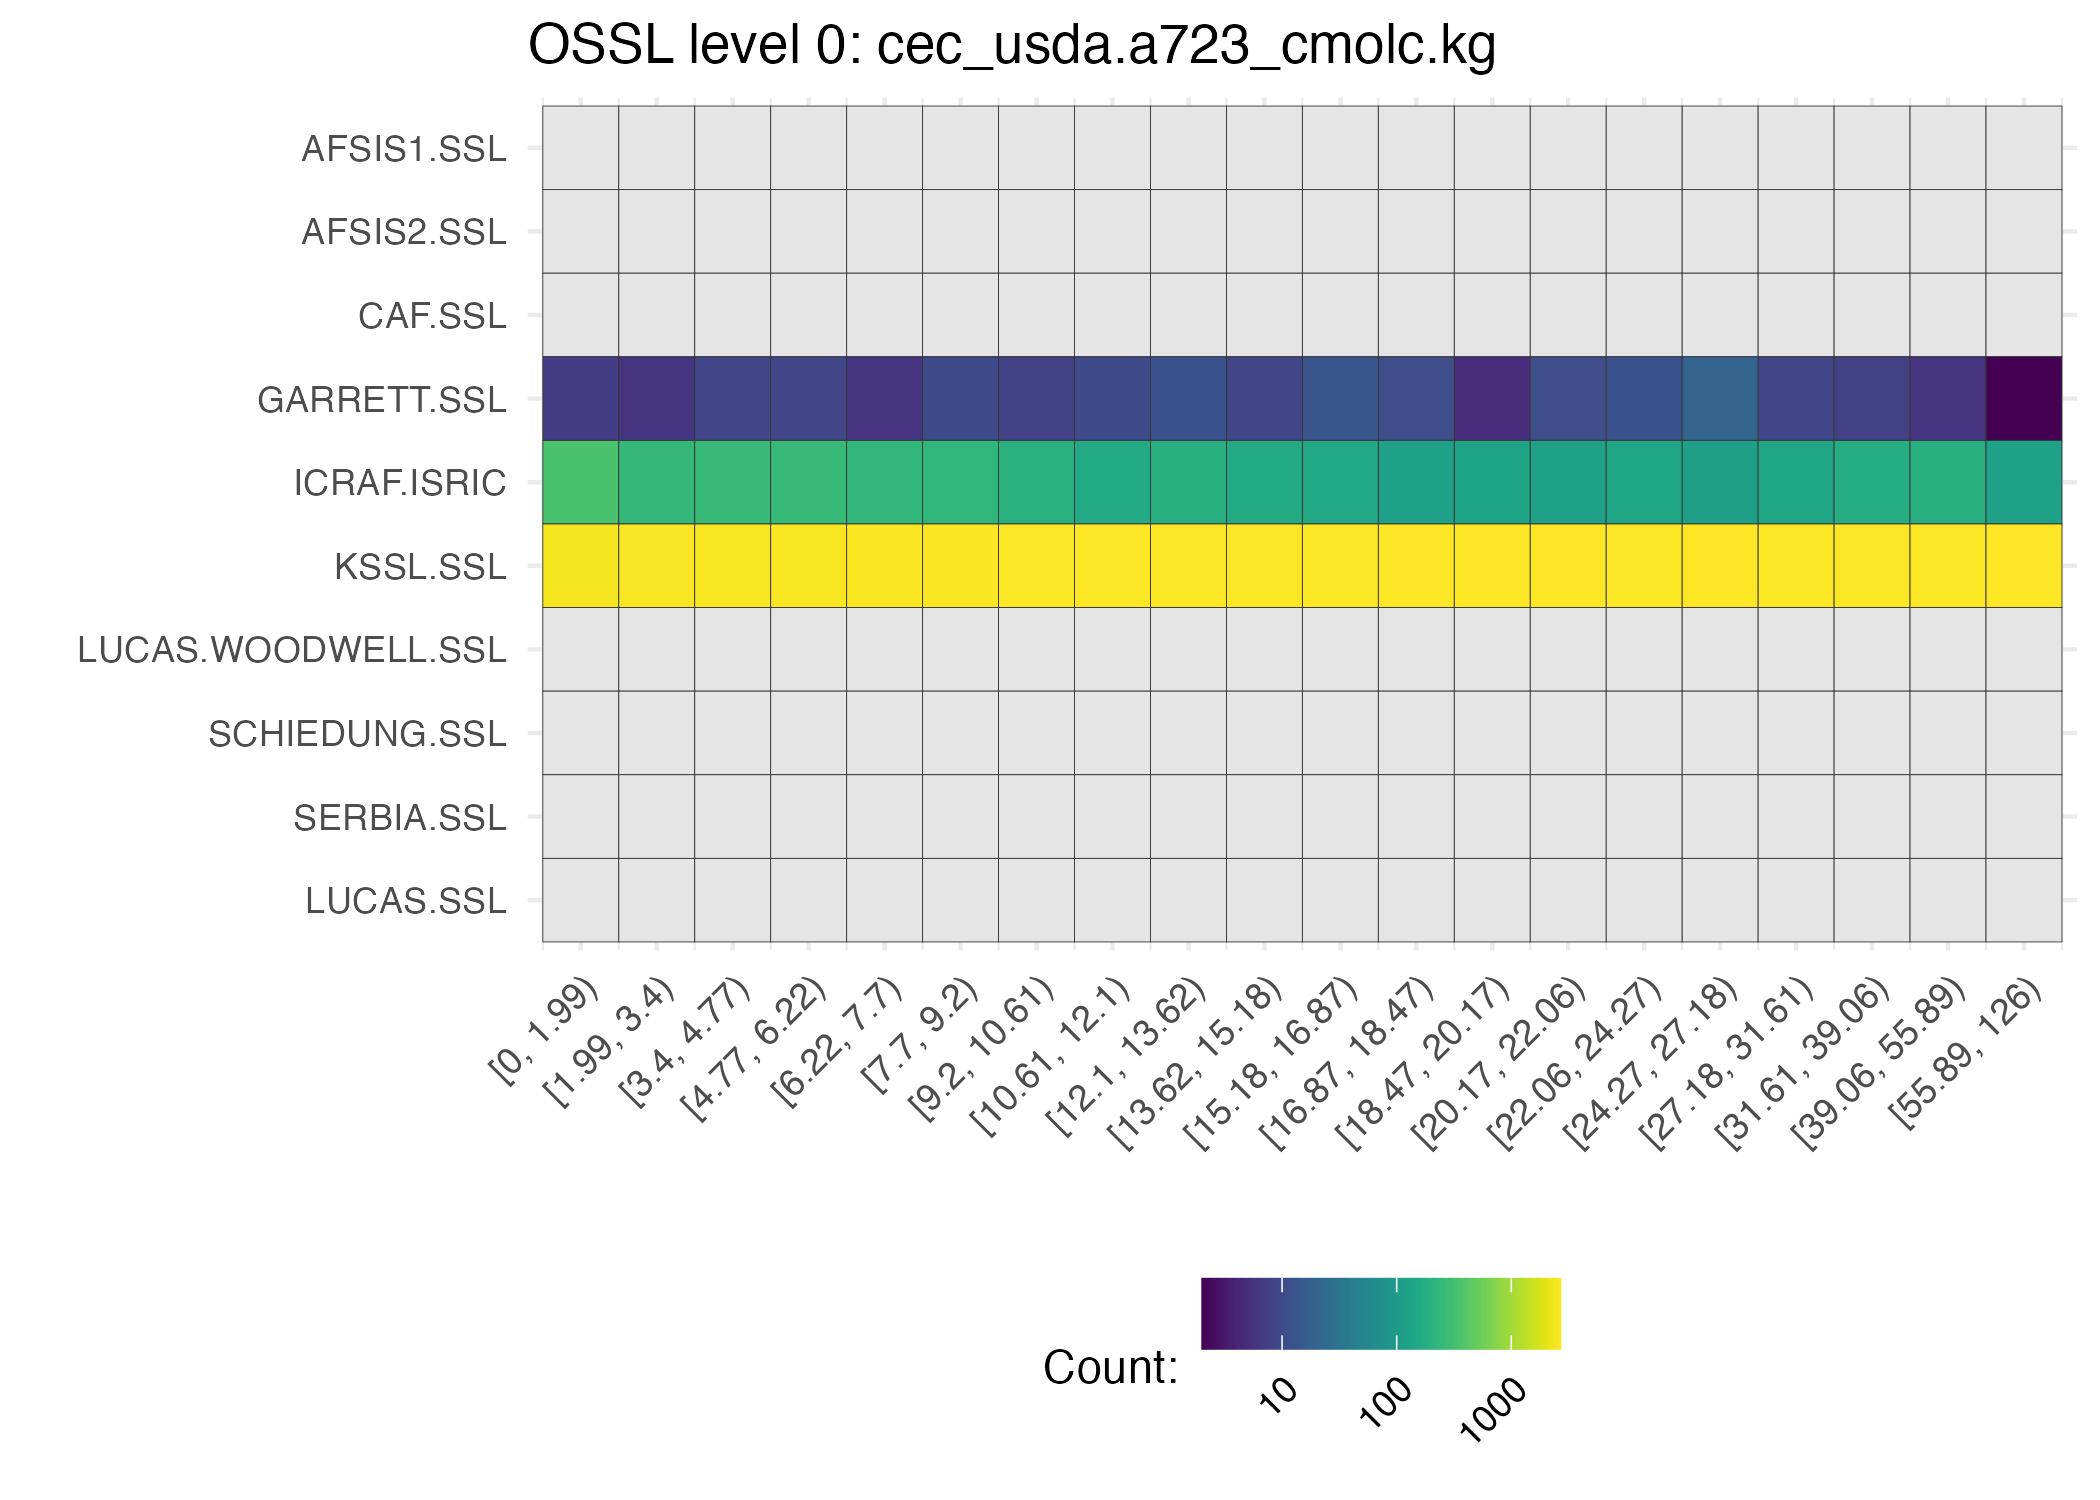 OSSL level 0: cec_usda.a723_cmolc.kg
AFSIS1.SSL
AFSIS2.SSL
CAF.SSL
GARRETT.SSL
ICRAF.ISRIC
KSSL.SSL
LUCAS.WOODWELL.SSL
SCHIEDUNG.SSL
SERBIA.SSL
LUCAS.SSL
[0, 1.99)
[1.99, 3.4)
[3.4, 4.77)
[4.77, 6.22)
[6.22, 7.7)
[7.7, 9.2)
[9.2, 10.61)
[10.61, 12.1)
[12.1, 13.62)
[13.62, 15.18)
[15.18, 16.87)
[16.87, 18.47)
[18.47, 20.17)
[20.17, 22.06)
[22.06, 24.27)
[24.27, 27.18)
[27.18, 31.61)
[31.61, 39.06)
[39.06, 55.89)
[55.89, 126)
Count:
10
100
1000